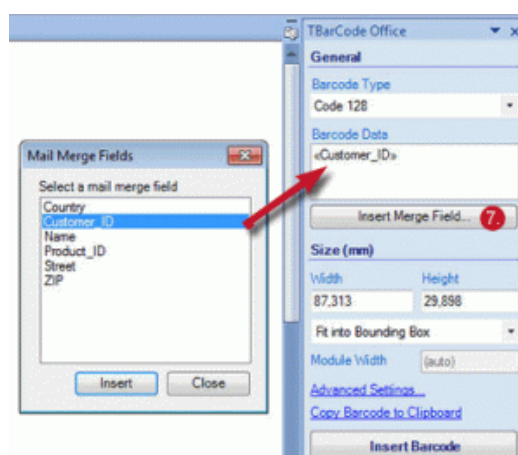 TBarCode Office
General
Barcode Type
Code 128
Barcode Data
«Customer_ID»
Insert Merge Field... 7.
Size (mm)
Width Height
87,313 29,898
Fit into Bounding Box
Module Width (auto)
Advanced Settings...
Copy Barcode to Clipboard
Insert Barcode
Mail Merge Fields
Select a mail merge field
Country
Customer_ID
Name
Product_ID
Street
ZIP
Insert Close